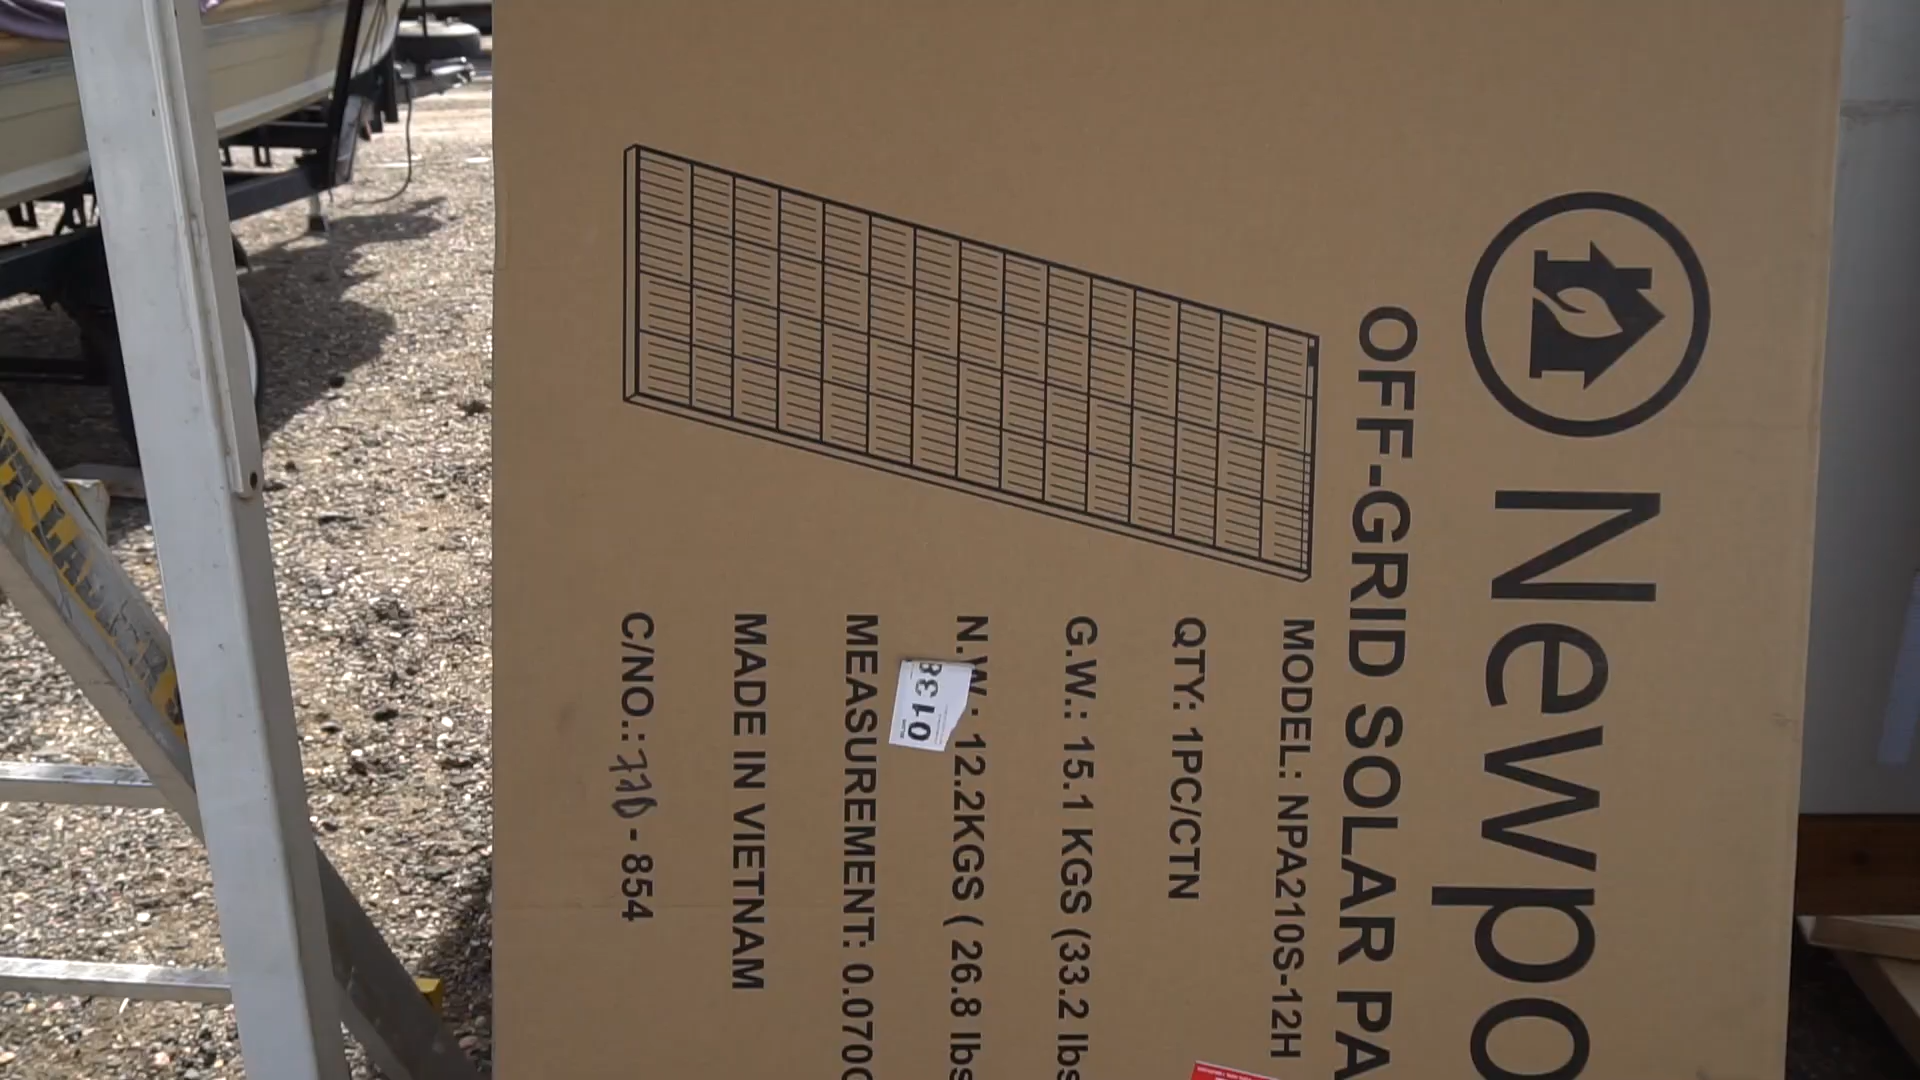 Newpo
OFF-GRID SOLAR PA
MODEL: NPA210S-12H
QTY: 1PC/CTN
G.W.: 15.1 KGS (33.2 lbs
N.W.: 12.2KGS ( 26.8 lbs
0138
MEASUREMENT: 0.070
MADE IN VIETNAM
C/NO.: - 854